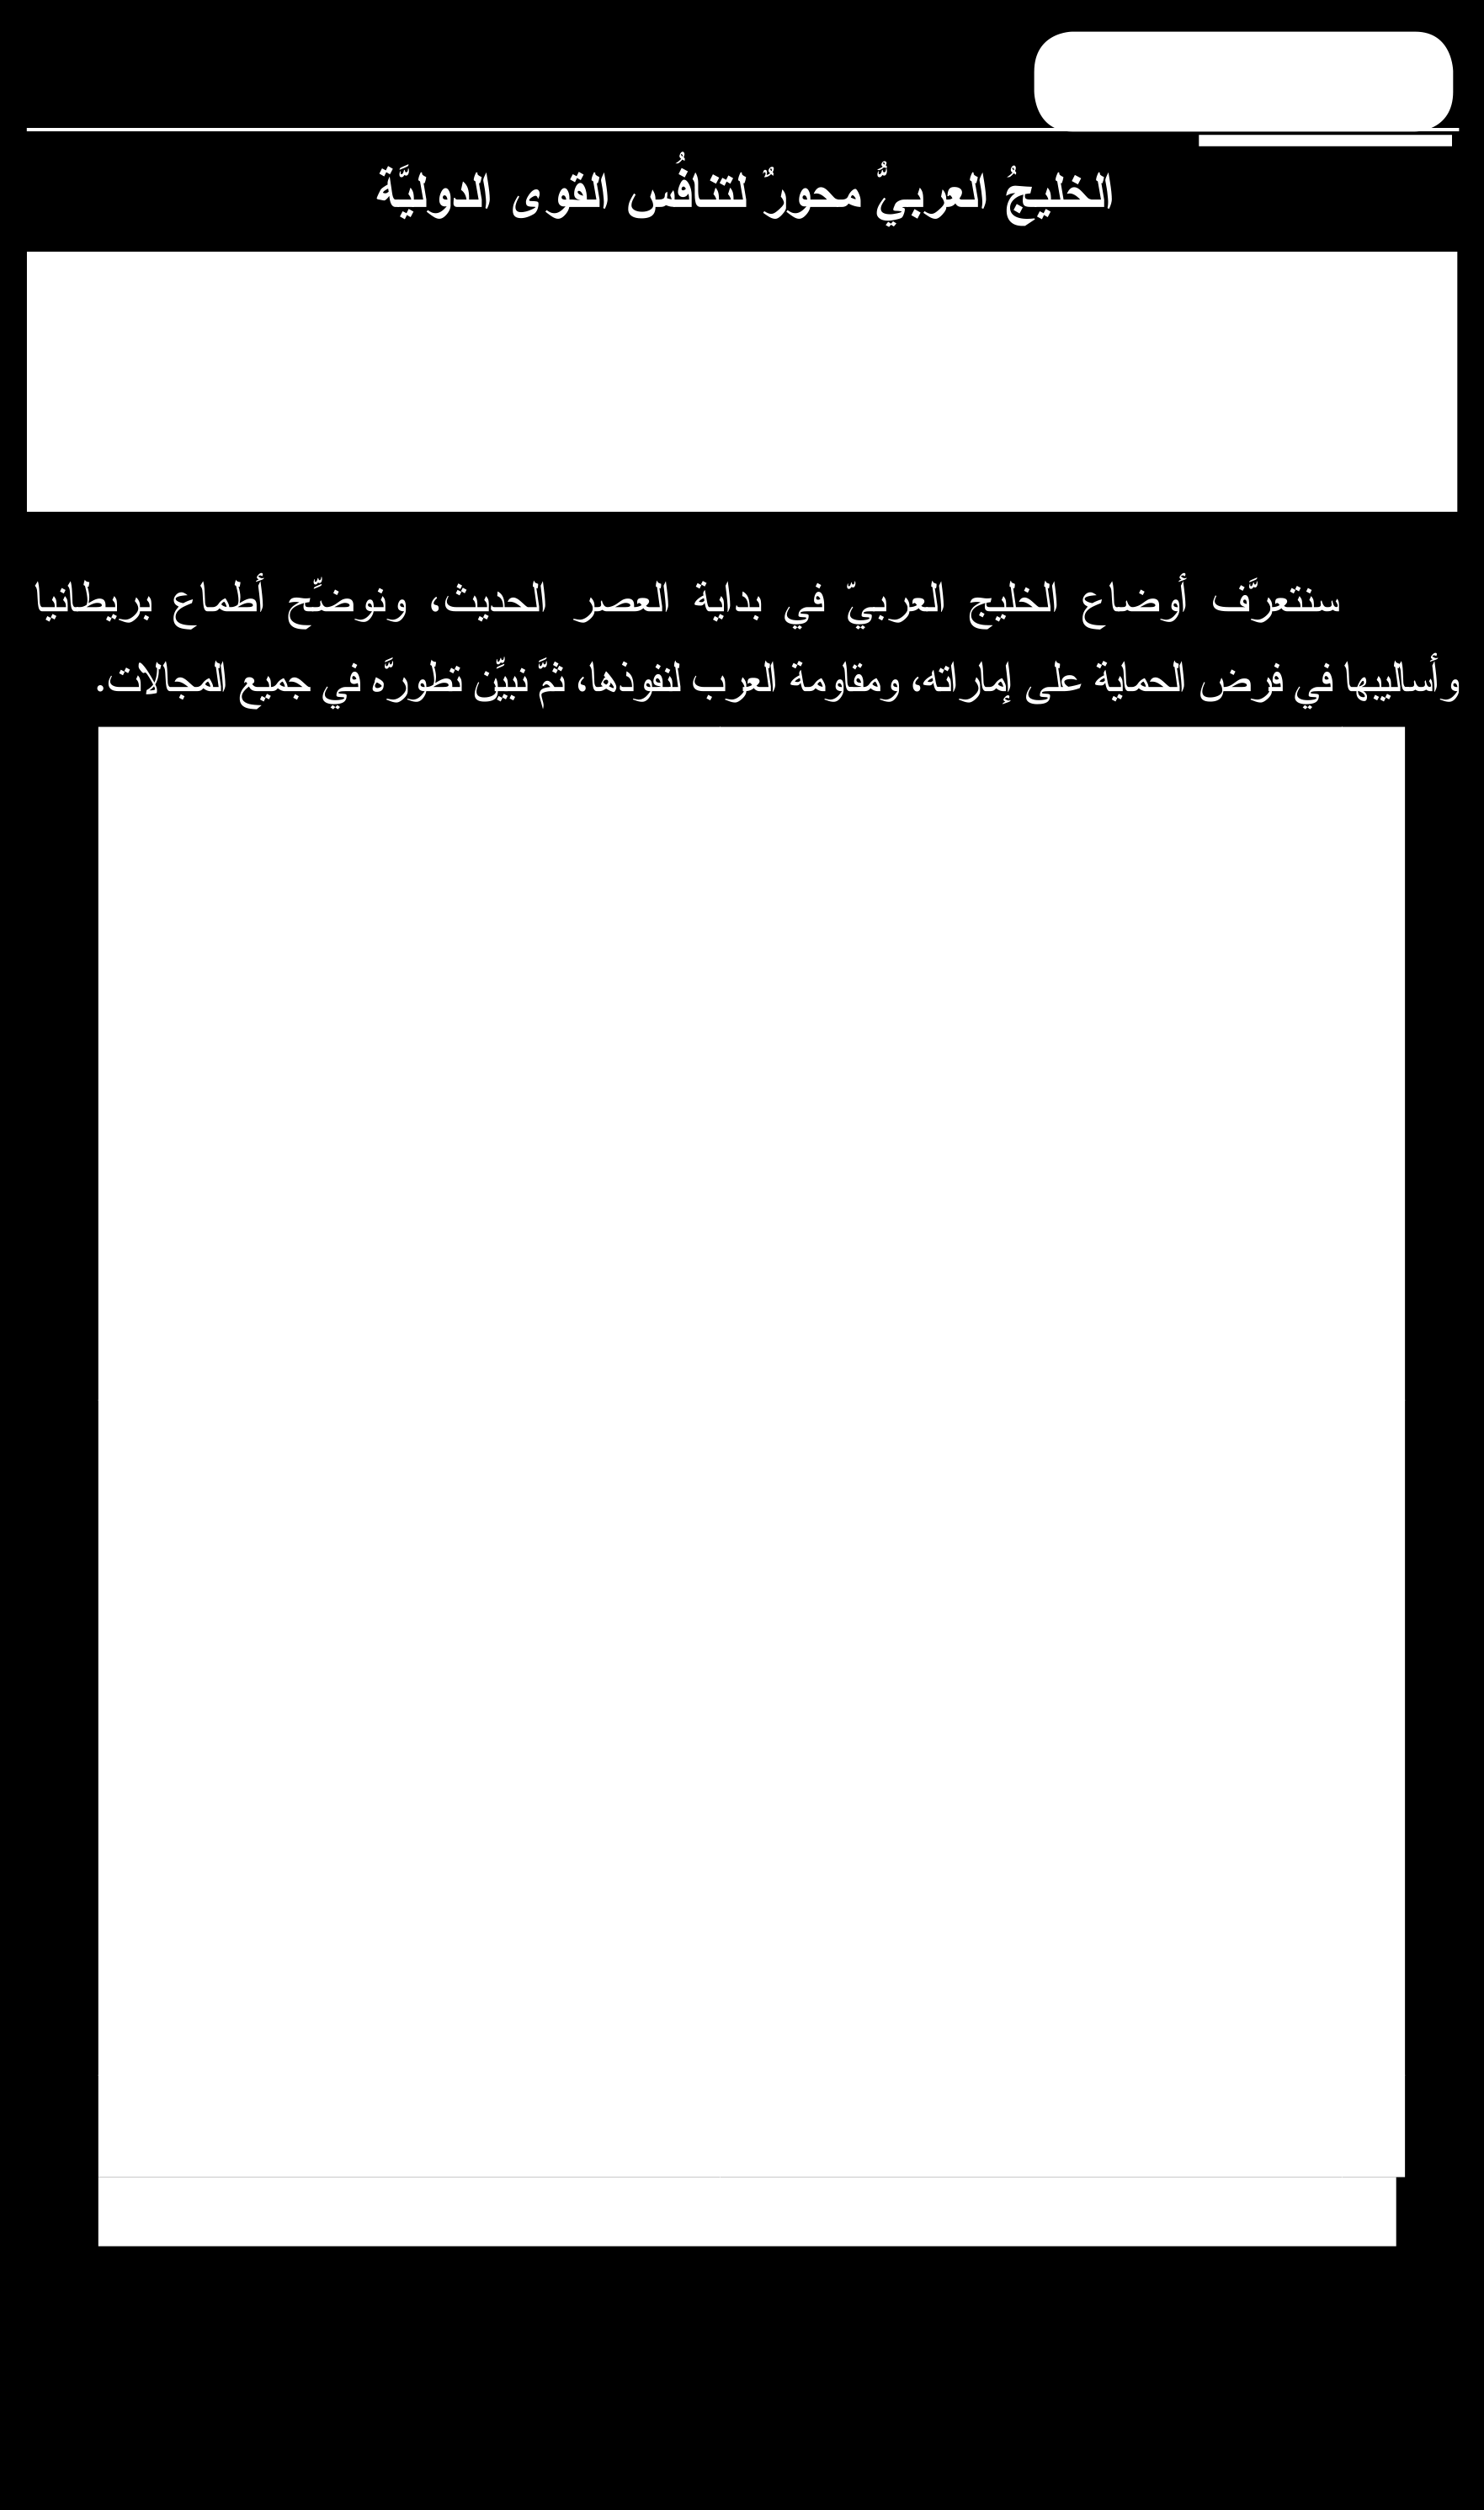 الخليجُ العربيُّ محورٌ لتنافُس القوى الدوليَّة
سنتعرَّف أوضاع الخليج العربيّ في بداية العصر الحديث، ونوضِّح أطماع بريطانيا
وأساليبها في فرض الحماية على إماراته، ومقاومة العرب لنفوذها، ثمَّ نبيِّن تطورَّه في جميع المجالات.